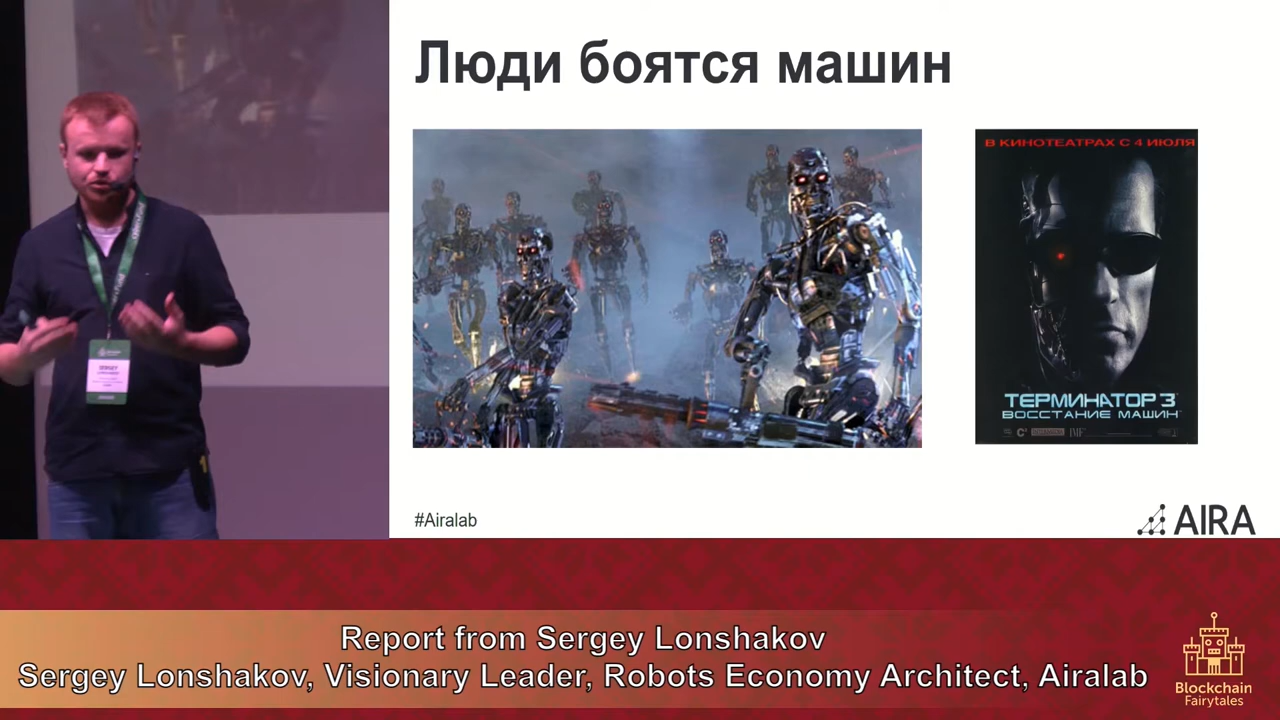 Люди боятся машин
В КИНОТЕАТРАХ С 4 ИЮЛЯ
ТЕРМИНАТОР 3
ВОССТАНИЕ МАШИН
SERGEY
#Airalab
AIRA
Report from Sergey Lonshakov
Sergey Lonshakov, Visionary Leader, Robots Economy Architect, Airalab
Blockchain
Fairytales